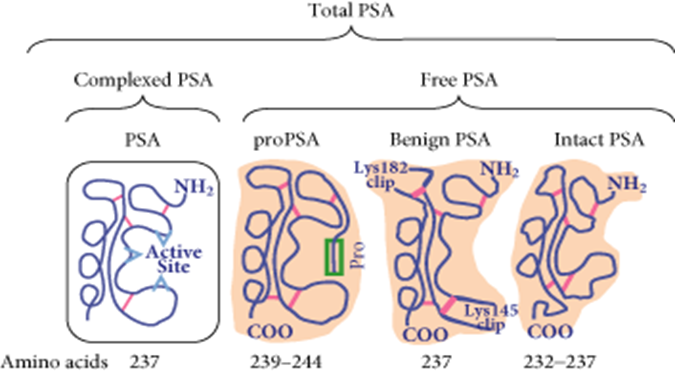 Total PSA
Complexed PSA
Free PSA
PSA
proPSA
Benign PSA
Intact PSA
NH2
Active
Site
Pro
COO
Lys182
clip
NH2
Lys145
clip
COO
NH2
COO
Amino acids 237 239–244 237 232–237